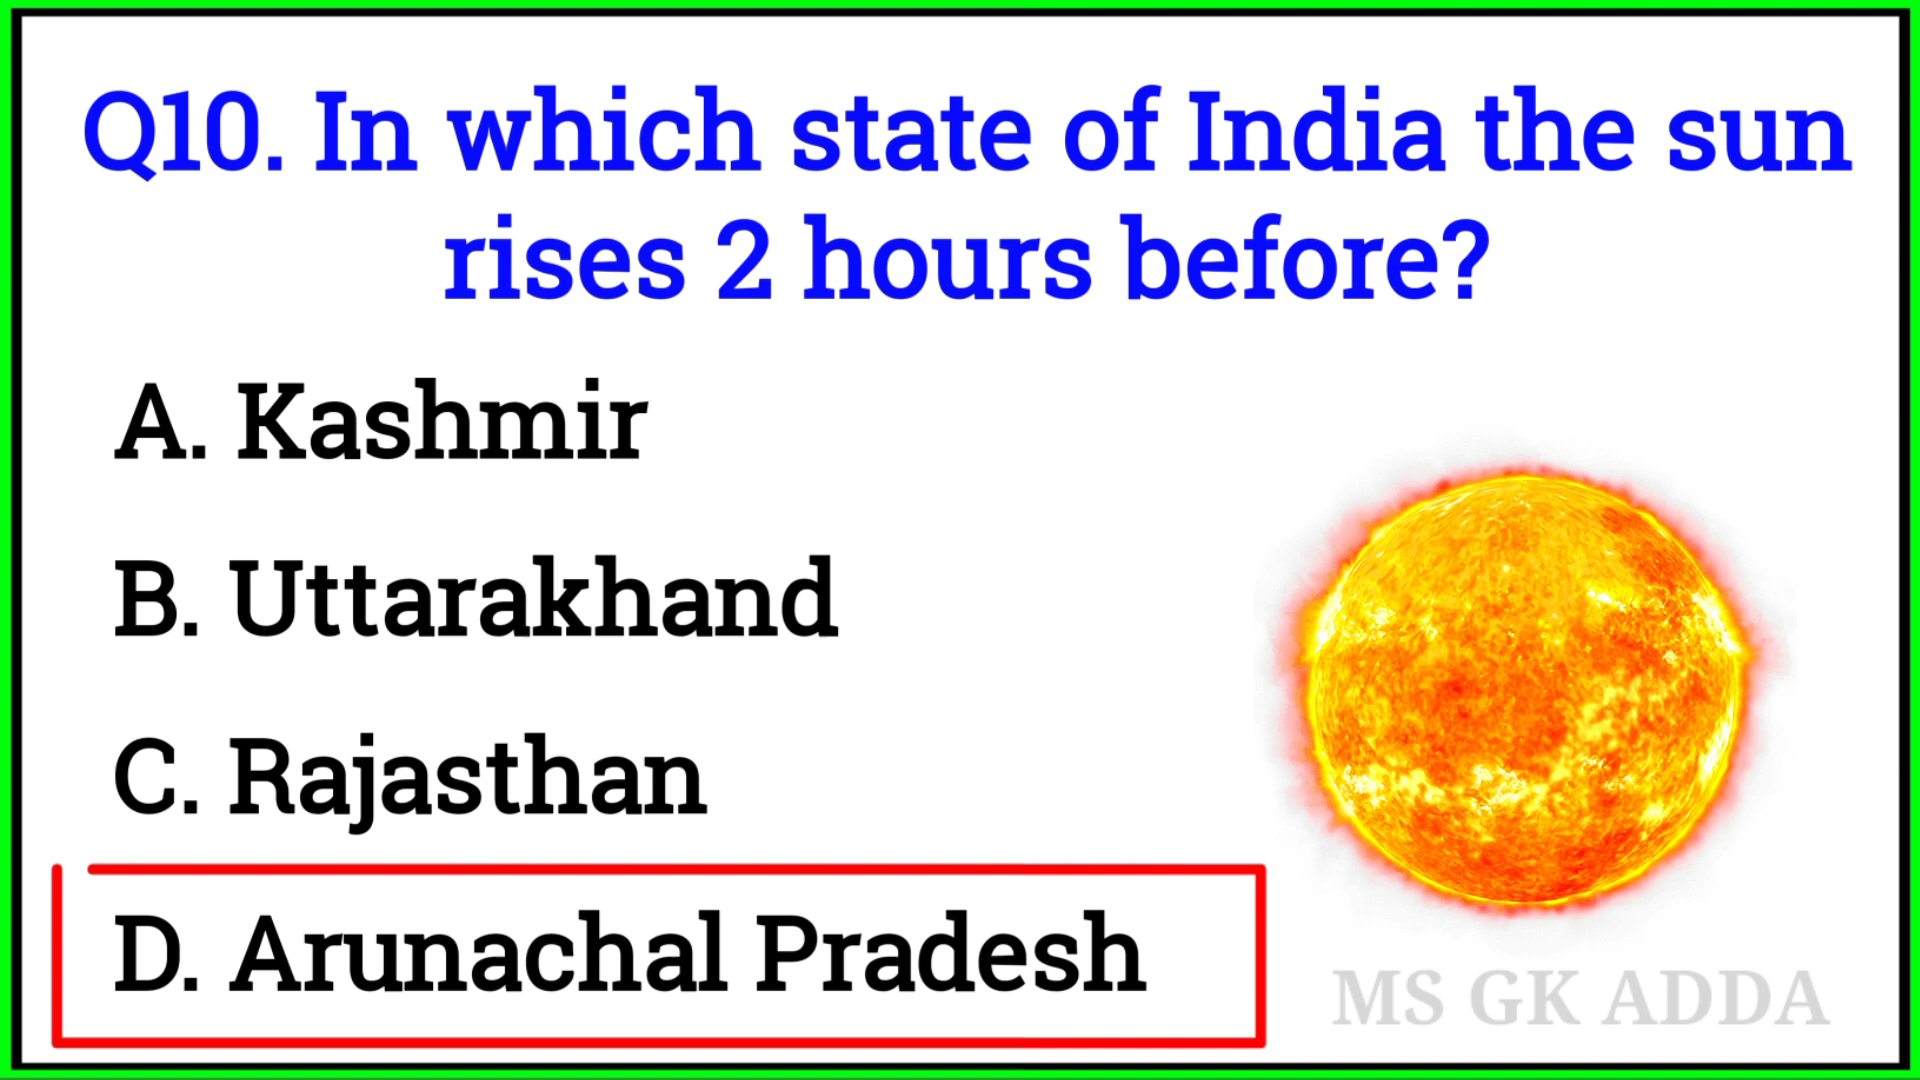 Q10. In which state of India the sun
rises 2 hours before?
A. Kashmir
B. Uttarakhand
C. Rajasthan
D. Arunachal Pradesh
MS GK ADDA